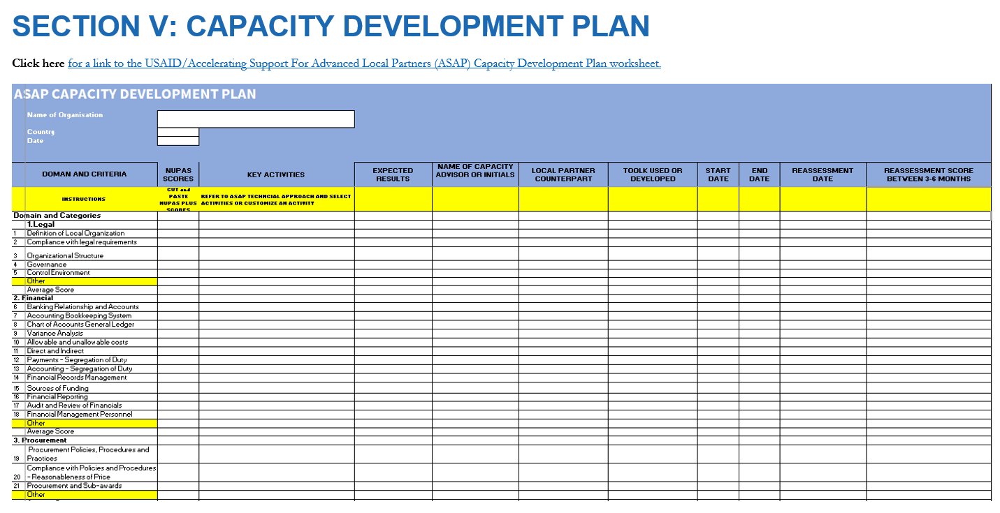 SECTION V: CAPACITY DEVELOPMENT PLAN
Click here for a link to the USAID/Accelerating Support For Advanced Local Partners (ASAP) Capacity Development Plan worksheet.
ASAP CAPACITY DEVELOPMENT PLAN
Name of Organisation
Country
Date
DOMAN AND CRITERIA
NUPAS
SCORES
KEY ACTIVITIES
EXPECTED
RESULTS
NAME OF CAPACITY
ADVISOR OR INITIALS
LOCAL PARTNER
COUNTERPART
TOOLK USED OR
DEVELOPED
START
DATE
END
DATE
REASSESSMENT
DATE
REASSESSMENT SCORE
BETWEEN 3-6 MONTHS
INSTRUCTIONS
CUT and
PASTE
NUPAS PLUS
SCORES
REFER TO ASAP TECHNCIAL APPROACH AND SELECT
ACTIVITIES OR CUSTOMIZE AN ACTIVITY
Domain and Categories
1.Legal
1 Definition of Local Organization
2 Compliance with legal requirements
3 Organizational Structure
4 Governance
5 Control Environment
Other
Average Score
2. Financial
6 Banking Relationship and Accounts
7 Accounting Bookkeeping System
8 Chart of Accounts General Ledger
9 Variance Analysis
10 Allowable and unallowable costs
11 Direct and Indirect
12 Payments - Segregation of Duty
13 Accounting - Segregation of Duty
14 Financial Records Management
15 Sources of Funding
16 Financial Reporting
17 Audit and Review of Financials
18 Financial Management Personnel
Other
Average Score
3. Procurement
Procurement Policies, Procedures and
19 Practices
Compliance with Policies and Procedures
20 - Reasonableness of Price
21 Procurement and Sub-awards
Other